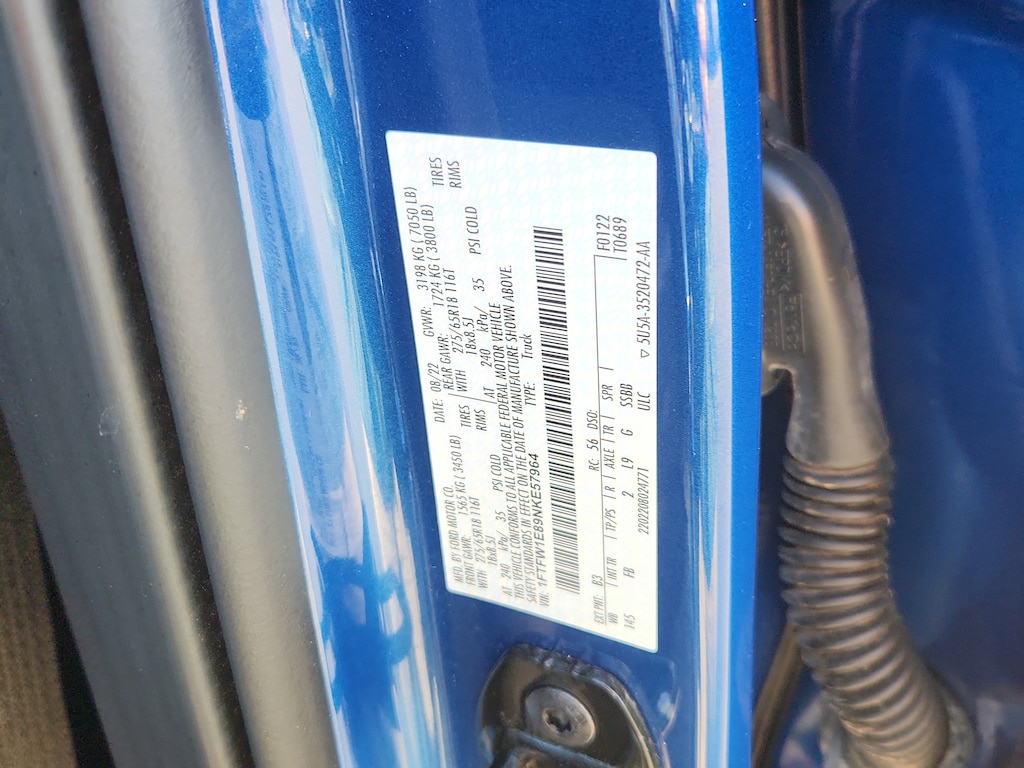 MFD. BY FORD MOTOR CO. DATE: 08/22 GVWR: 3198 KG ( 7050 LB)
FRONT GAWR: 1565 KG ( 3450 LB) REAR GAWR: 1724 KG ( 3800 LB)
WITH 275/65R18 116T TIRES WITH 275/65R18 116T TIRES
18x8.5J RIMS 18x8.5J RIMS
AT 240 kPa 35 PSI COLD AT 240 kPa/ 35 PSI COLD
THIS VEHICLE CONFORMS TO ALL APPLICABLE FEDERAL MOTOR VEHICLE
SAFETY STANDARDS IN EFFECT ON THE DATE OF MANUFACTURE SHOWN ABOVE.
VIN: 1FTFW1E89NKE57964 TYPE: Truck
EXT PNT: B3 RC: 56 DSO: F0122
WB INT TR TP/PS R AXLE TR SPR T0689
145 FB 2 L9 G SSBD
220220802477I ULC ▽ 5U5A-3520472-AA